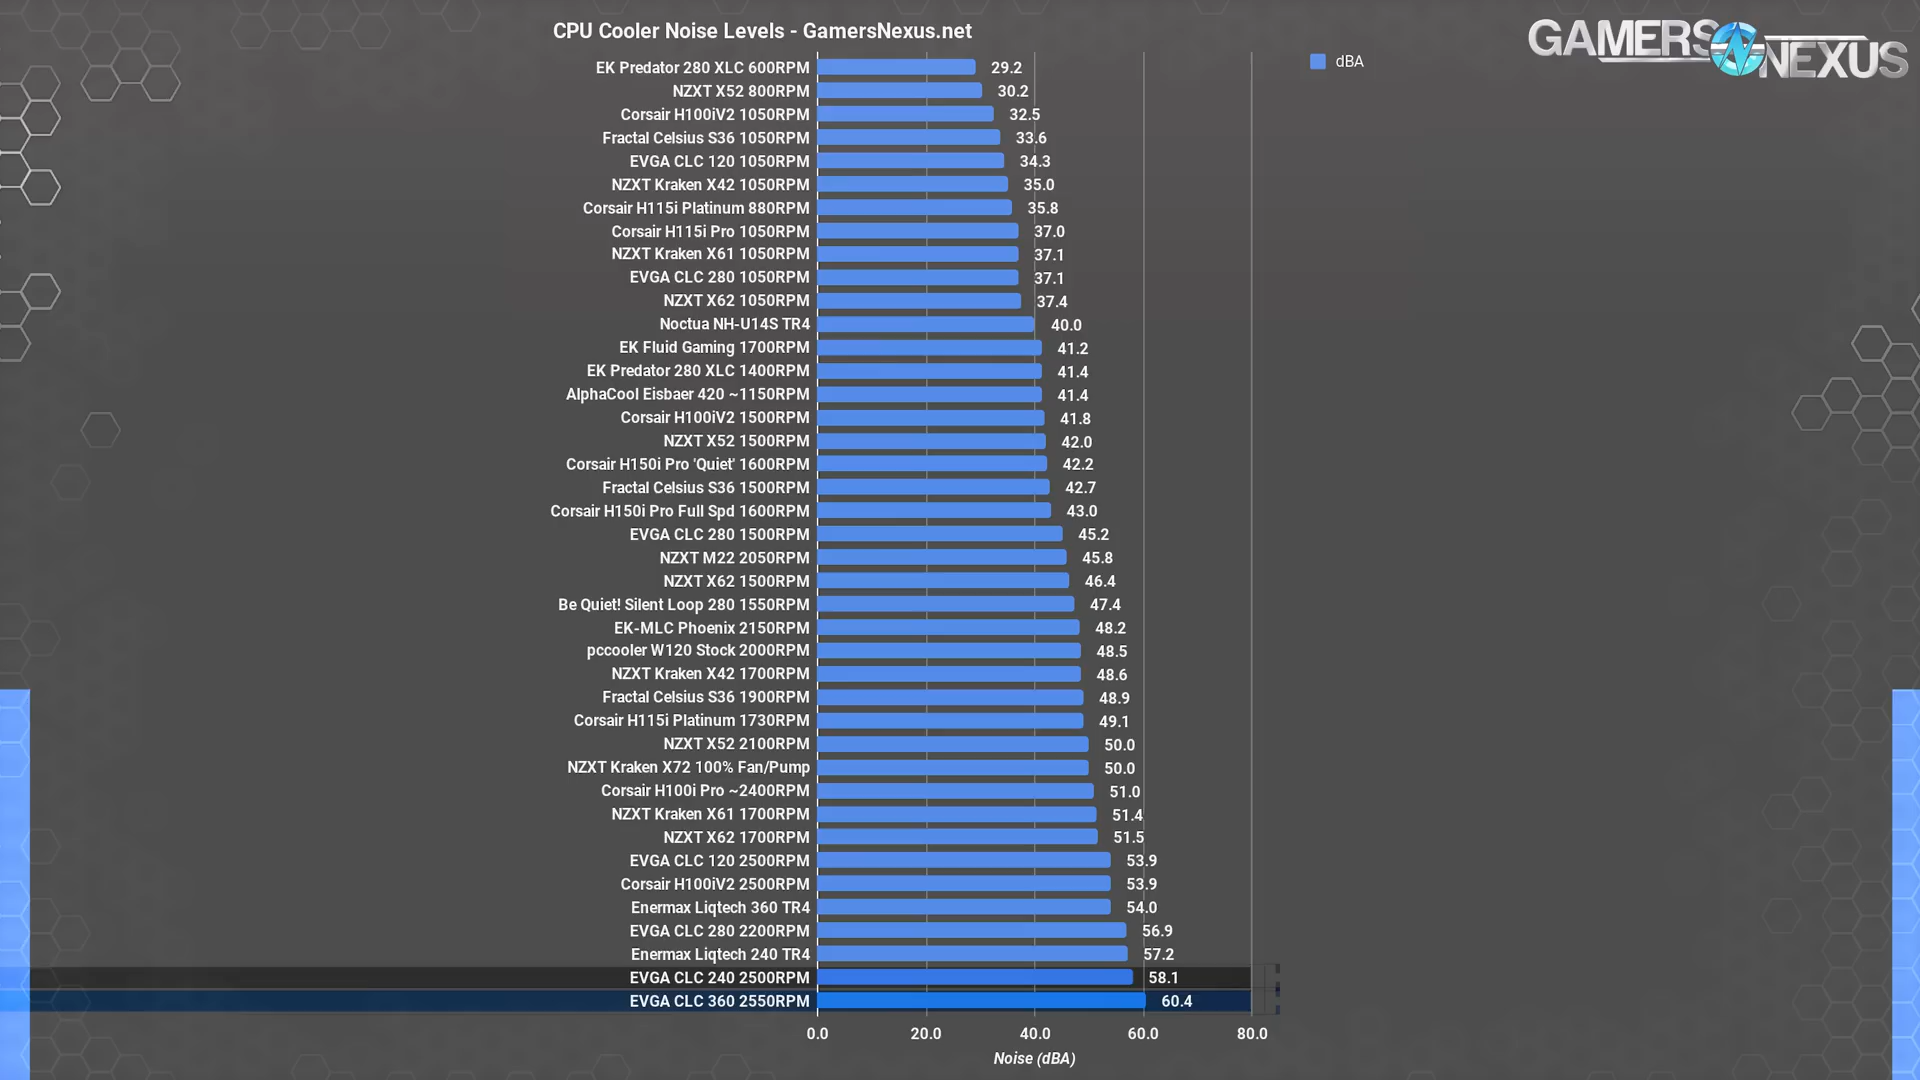 CPU Cooler Noise Levels - GamersNexus.net
GAMERS NEXUS
dBA
EK Predator 280 XLC 600RPM 29.2
NZXT X52 800RPM 30.2
Corsair H100iV2 1050RPM 32.5
Fractal Celsius S36 1050RPM 33.6
EVGA CLC 120 1050RPM 34.3
NZXT Kraken X42 1050RPM 35.0
Corsair H115i Platinum 880RPM 35.8
Corsair H115i Pro 1050RPM 37.0
NZXT Kraken X61 1050RPM 37.1
EVGA CLC 280 1050RPM 37.1
NZXT X62 1050RPM 37.4
Noctua NH-U14S TR4 40.0
EK Fluid Gaming 1700RPM 41.2
EK Predator 280 XLC 1400RPM 41.4
AlphaCool Eisbaer 420 ~1150RPM 41.4
Corsair H100iV2 1500RPM 41.8
NZXT X52 1500RPM 42.0
Corsair H150i Pro 'Quiet' 1600RPM 42.2
Fractal Celsius S36 1500RPM 42.7
Corsair H150i Pro Full Spd 1600RPM 43.0
EVGA CLC 280 1500RPM 45.2
NZXT M22 2050RPM 45.8
NZXT X62 1500RPM 46.4
Be Quiet! Silent Loop 280 1550RPM 47.4
EK-MLC Phoenix 2150RPM 48.2
pccooler W120 Stock 2000RPM 48.5
NZXT Kraken X42 1700RPM 48.6
Fractal Celsius S36 1900RPM 48.9
Corsair H115i Platinum 1730RPM 49.1
NZXT X52 2100RPM 50.0
NZXT Kraken X72 100% Fan/Pump 50.0
Corsair H100i Pro ~2400RPM 51.0
NZXT Kraken X61 1700RPM 51.4
NZXT X62 1700RPM 51.5
EVGA CLC 120 2500RPM 53.9
Corsair H100iV2 2500RPM 53.9
Enermax Liqtech 360 TR4 54.0
EVGA CLC 280 2200RPM 56.9
Enermax Liqtech 240 TR4 57.2
EVGA CLC 240 2500RPM 58.1
EVGA CLC 360 2550RPM 60.4
0.0 20.0 40.0 60.0 80.0
Noise (dBA)